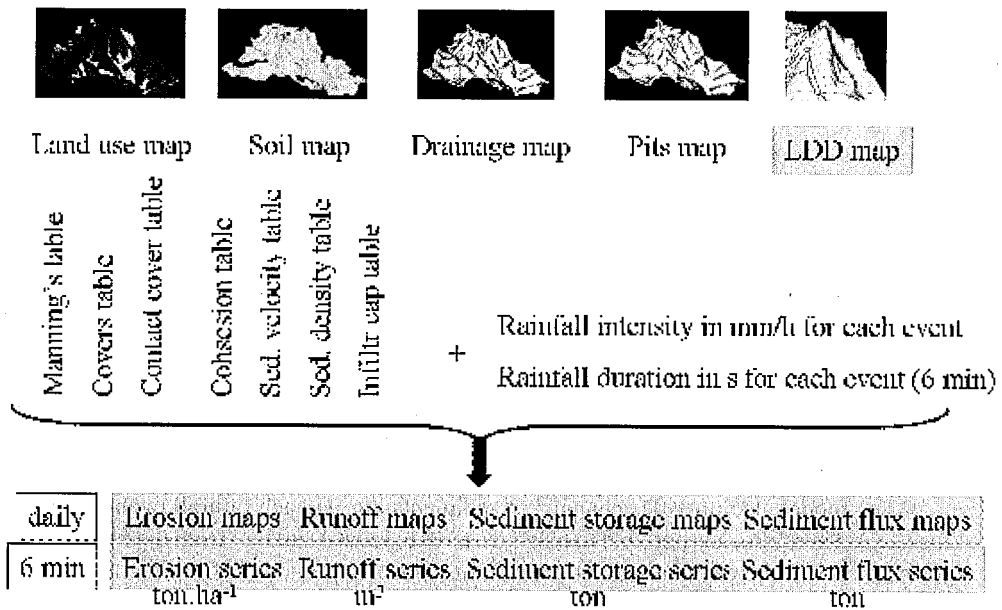 Land use map Soil map Drainage map Pits map LDD map
Manning's table
Covers table
Contact cover table
Cohsesion table
Sed. velocity table
Sed. density table
Infiltr cap table
+
Rainfall intensity in mm/h for each event
Rainfall duration in s for each event (6 min)
daily Erosion maps Runoff maps Sediment storage maps Sediment flux maps
6 min Erosion series Runoff series Sediment storage series Sediment flux series
ton.ha⁻¹ m³ ton ton